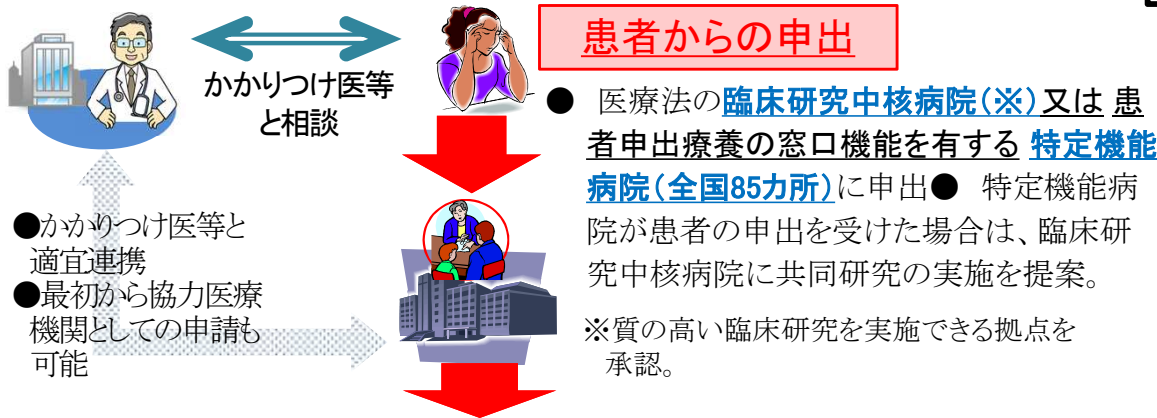 患者からの申出
かかりつけ医等
と相談
● 医療法の臨床研究中核病院(※)又は 患
者申出療養の窓口機能を有する 特定機能
病院(全国85カ所)に申出● 特定機能病
院が患者の申出を受けた場合は、臨床研
究中核病院に共同研究の実施を提案。
※質の高い臨床研究を実施できる拠点を
承認。
●かかりつけ医等と
適宜連携
●最初から協力医療
機関としての申請も
可能